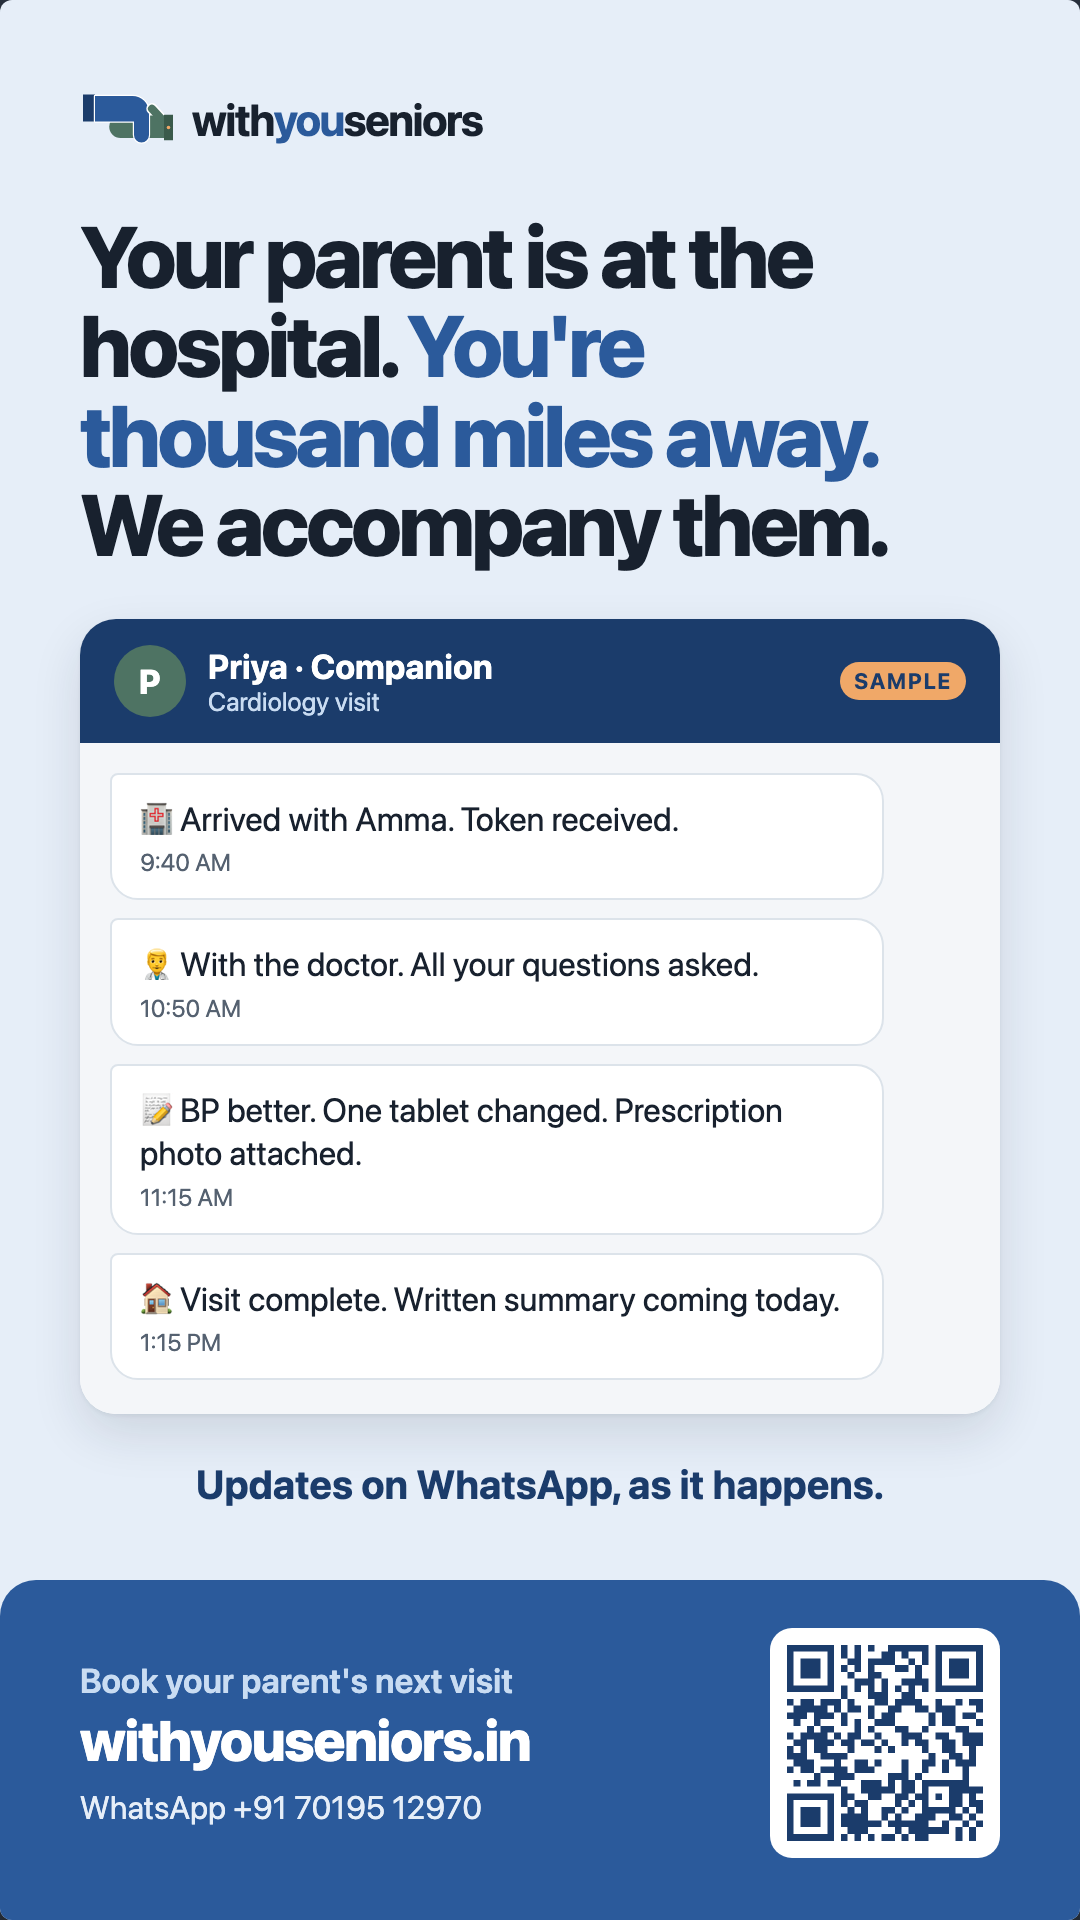 withyouseniors
Your parent is at the
hospital. You're
thousand miles away.
We accompany them.
P
Priya · Companion
Cardiology visit
SAMPLE
🏥 Arrived with Amma. Token received.
9:40 AM
👨‍⚕️ With the doctor. All your questions asked.
10:50 AM
📝 BP better. One tablet changed. Prescription
photo attached.
11:15 AM
🏠 Visit complete. Written summary coming today.
1:15 PM
Updates on WhatsApp, as it happens.
Book your parent's next visit
withyouseniors.in
WhatsApp +91 70195 12970